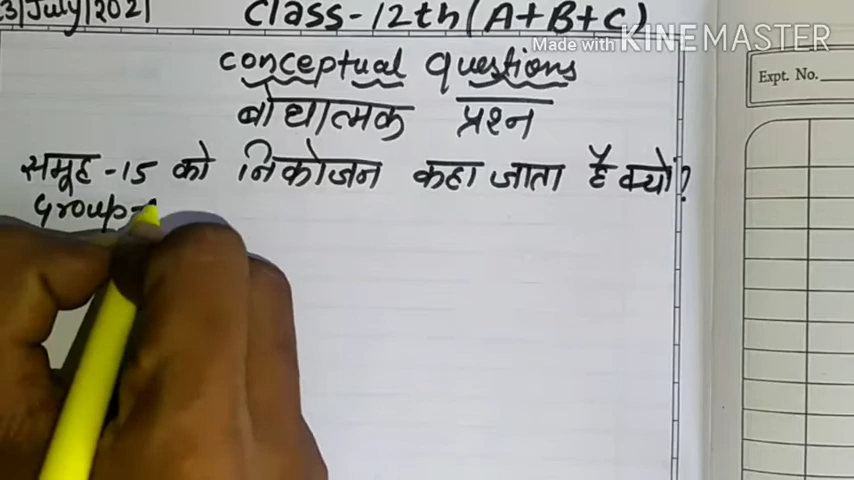 3|July|2021
Class-12th(A+B+C)
Made with KINEMASTER
conceptual questions
बोधात्मक प्रश्न
Expt. No.
समूह-15 को निकोजन कहा जाता है क्यों?
Group-